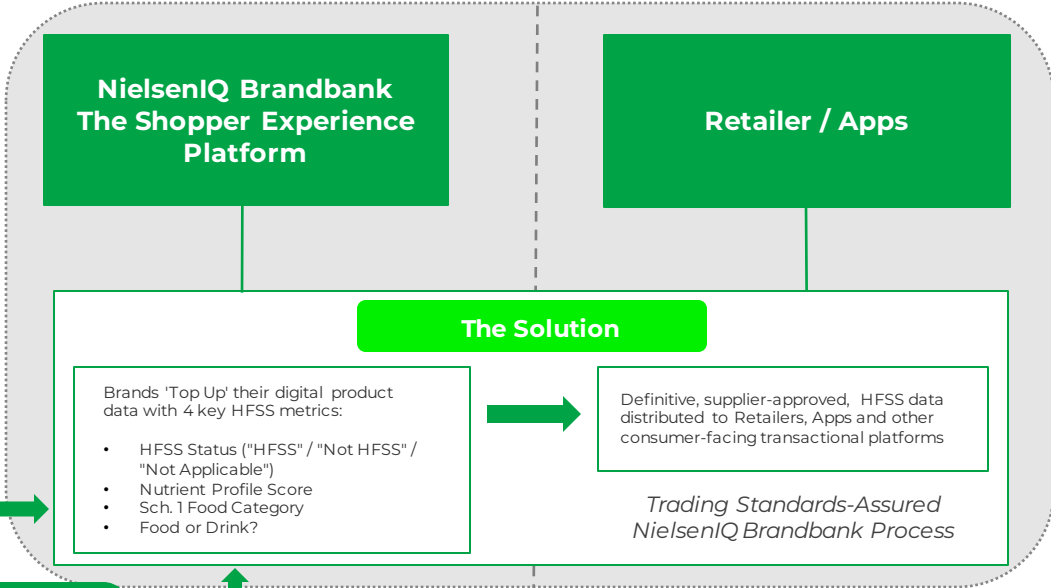 NielsenIQ Brandbank
The Shopper Experience
Platform
Retailer / Apps
The Solution
Brands 'Top Up' their digital product
data with 4 key HFSS metrics:
• HFSS Status ("HFSS" / "Not HFSS" /
"Not Applicable")
• Nutrient Profile Score
• Sch. 1 Food Category
• Food or Drink?
Definitive, supplier-approved, HFSS data
distributed to Retailers, Apps and other
consumer-facing transactional platforms
Trading Standards-Assured
NielsenIQ Brandbank Process